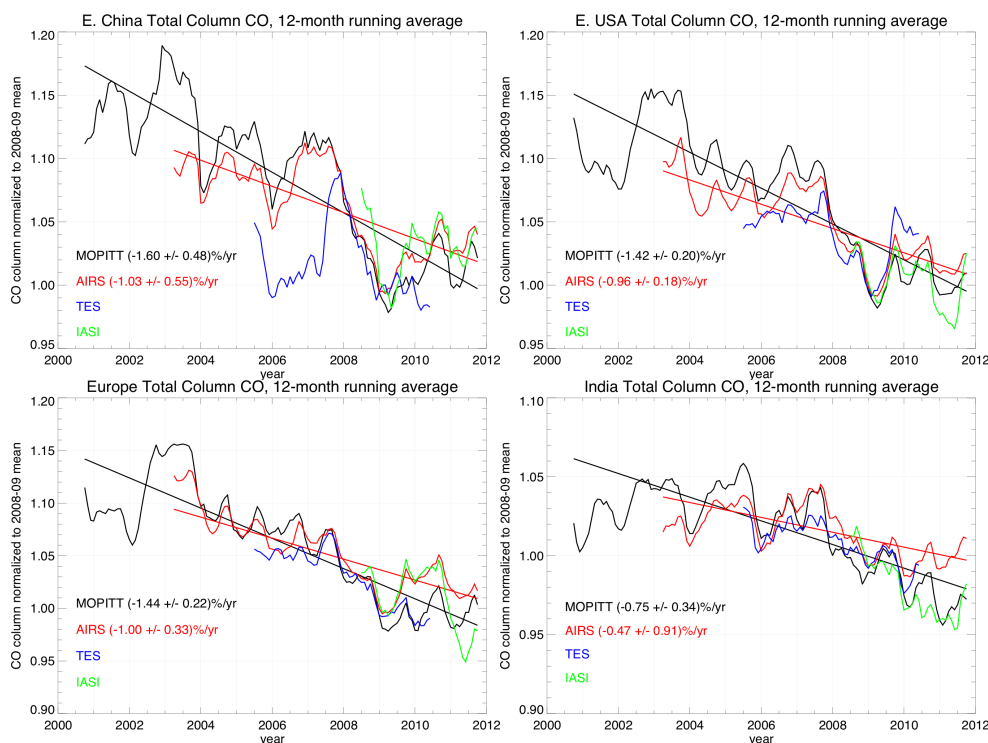 E. China Total Column CO, 12-month running average
CO column normalized to 2008-09 mean
1.20
1.15
1.10
1.05
1.00
0.95
MOPITT (-1.60 +/- 0.48)%/yr
AIRS (-1.03 +/- 0.55)%/yr
TES
IASI
2000 2002 2004 2006 2008 2010 2012
year
E. USA Total Column CO, 12-month running average
CO column normalized to 2008-09 mean
1.20
1.15
1.10
1.05
1.00
0.95
MOPITT (-1.42 +/- 0.20)%/yr
AIRS (-0.96 +/- 0.18)%/yr
TES
IASI
2000 2002 2004 2006 2008 2010 2012
year
Europe Total Column CO, 12-month running average
CO column normalized to 2008-09 mean
1.20
1.15
1.10
1.05
1.00
0.95
0.90
MOPITT (-1.44 +/- 0.22)%/yr
AIRS (-1.00 +/- 0.33)%/yr
TES
IASI
2000 2002 2004 2006 2008 2010 2012
year
India Total Column CO, 12-month running average
CO column normalized to 2008-09 mean
1.10
1.05
1.00
0.95
0.90
MOPITT (-0.75 +/- 0.34)%/yr
AIRS (-0.47 +/- 0.91)%/yr
TES
IASI
2000 2002 2004 2006 2008 2010 2012
year